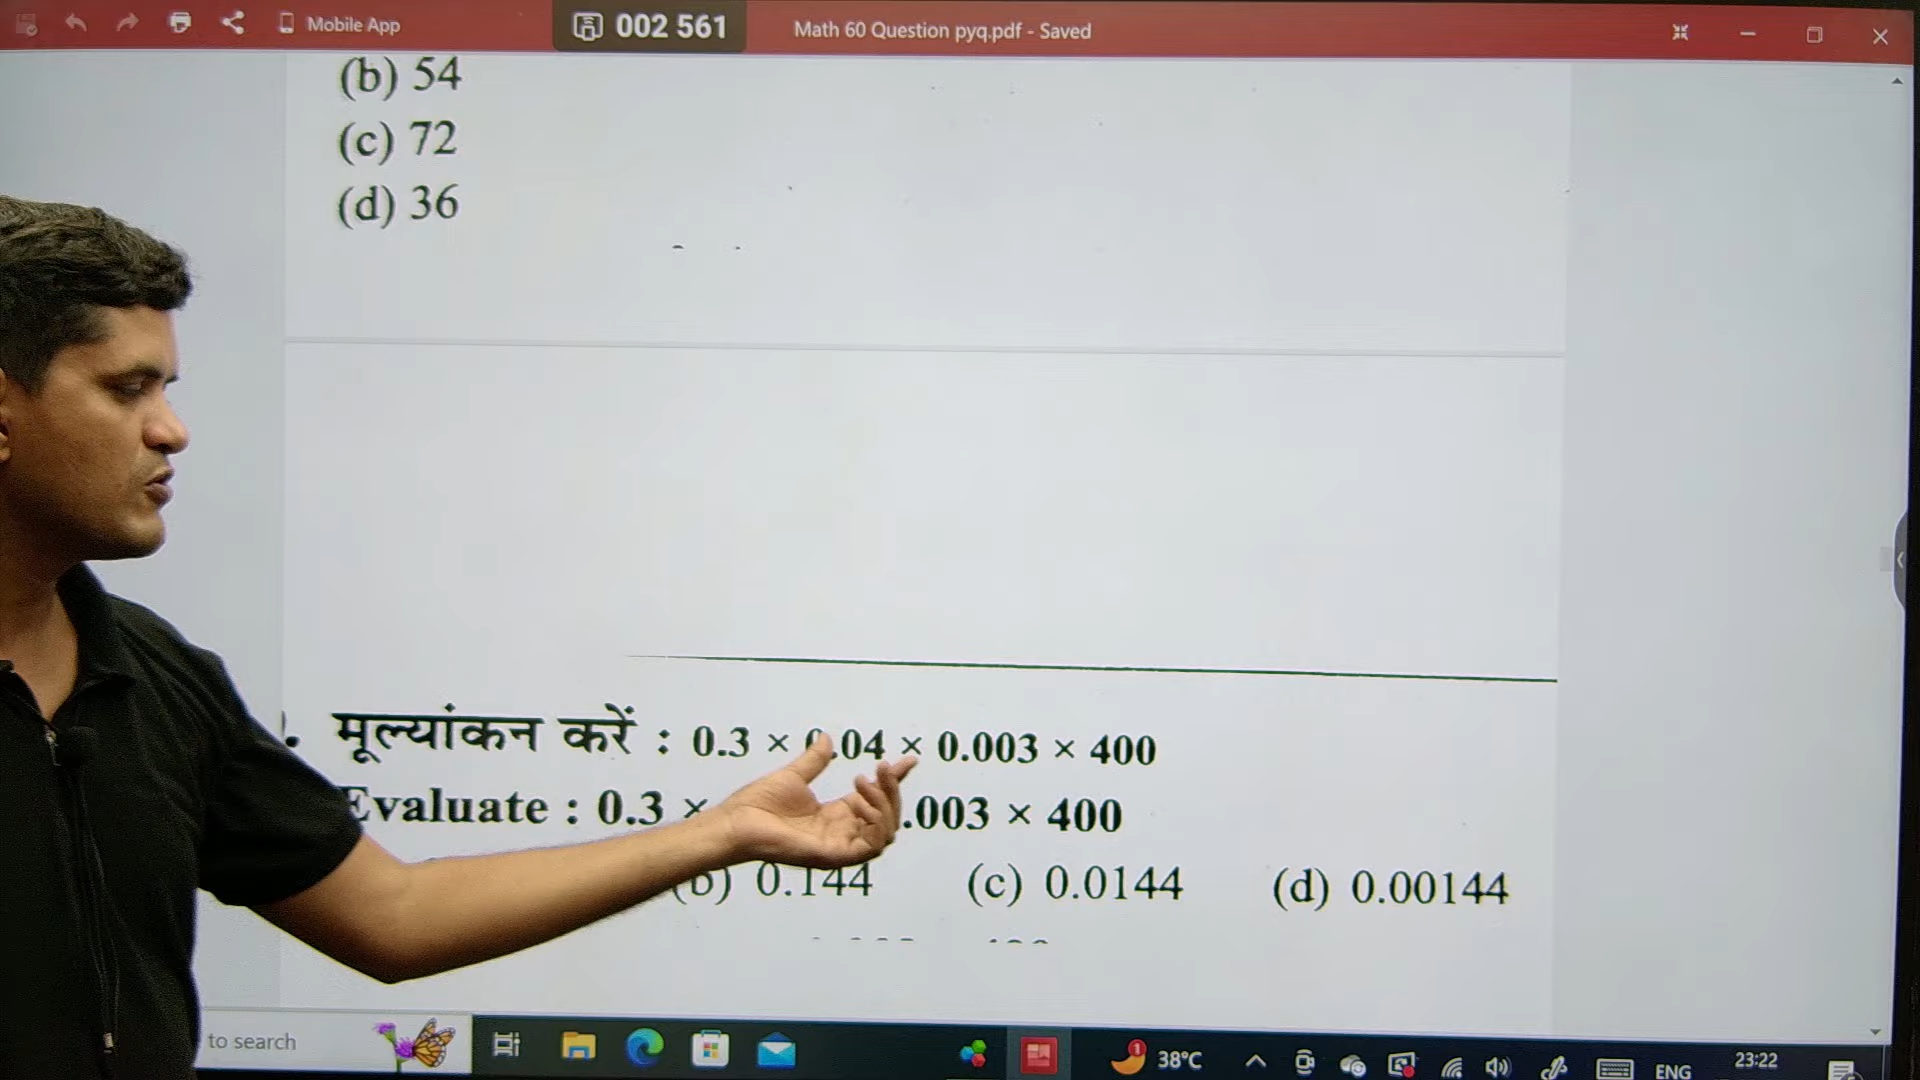 Mobile App
002 561
Math 60 Question pyq.pdf - Saved
(b) 54
(c) 72
(d) 36
मूल्यांकन करें : 0.3 × 0.04 × 0.003 × 400
Evaluate : 0.3 × .003 × 400
(b) 0.144 (c) 0.0144 (d) 0.00144
to search
1
38°C
ENG
23:22